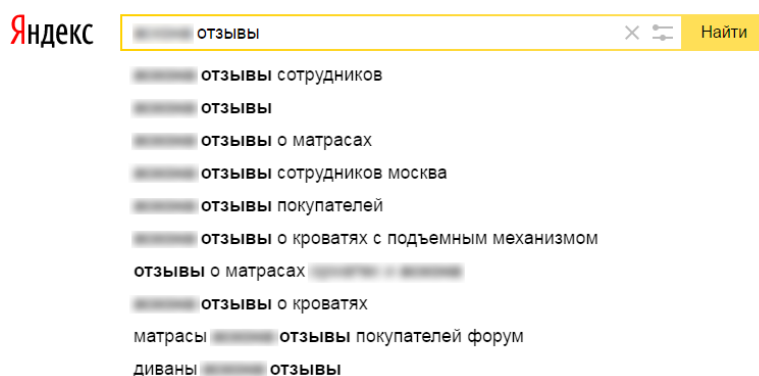 Яндекс отзывы Найти
отзывы сотрудников
отзывы
отзывы о матрасах
отзывы сотрудников москва
отзывы покупателей
отзывы о кроватях с подъемным механизмом
отзывы о матрасах
отзывы о кроватях
матрасы отзывы покупателей форум
диваны отзывы